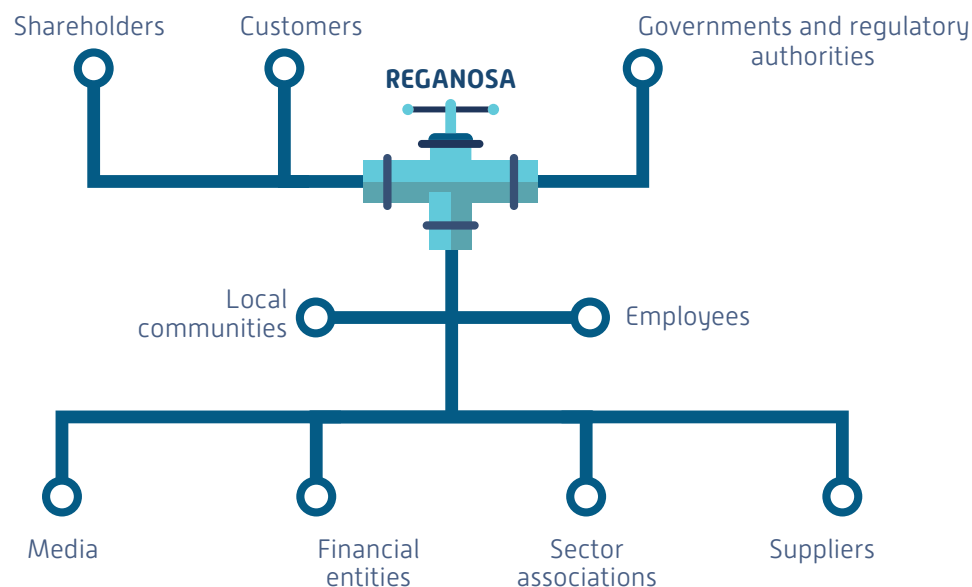 Shareholders
Customers
Governments and regulatory
authorities
REGANOSA
Local
communities
Employees
Media
Financial
entities
Sector
associations
Suppliers